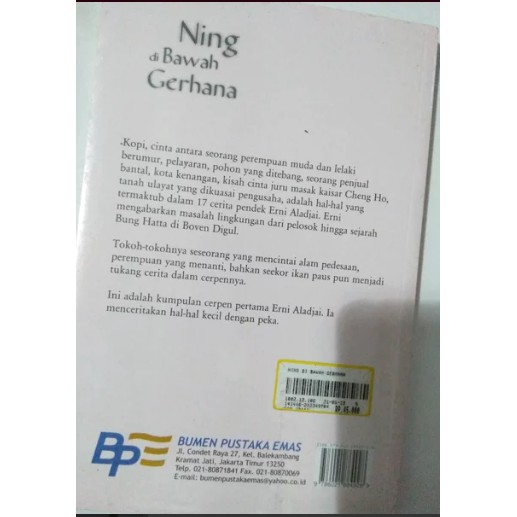 Ning
di Bawah
Gerhana
.Kopi, cinta antara seorang perempuan muda dan lelaki
berumur, pelayaran, pohon yang ditebang, seorang penjual
bantal, kota kenangan, kisah cinta juru masak kaisar Cheng Ho,
tanah ulayat yang dikuasai pengusaha, adalah hal-hal yang
termaktub dalam 17 cerita pendek Erni Aladjai. Erni
mengabarkan masalah lingkungan dari pelosok hingga sejarah
Bung Hatta di Boven Digul.
Tokoh-tokohnya seseorang yang mencintai alam pedesaan,
perempuan yang menanti, bahkan seekor ikan paus pun menjadi
tukang cerita dalam cerpennya.
Ini adalah kumpulan cerpen pertama Erni Aladjai. Ia
menceritakan hal-hal kecil dengan peka.
NING DI BAWAH GERHANA
BPE
BUMEN PUSTAKA EMAS
Jl. Condet Raya 27, Kel. Balekambang
Kramat Jati, Jakarta Timur 13250
Telp. 021-80871841 Fax. 021-80870069
E-mail: bumenpustakaemas@yahoo.co.id